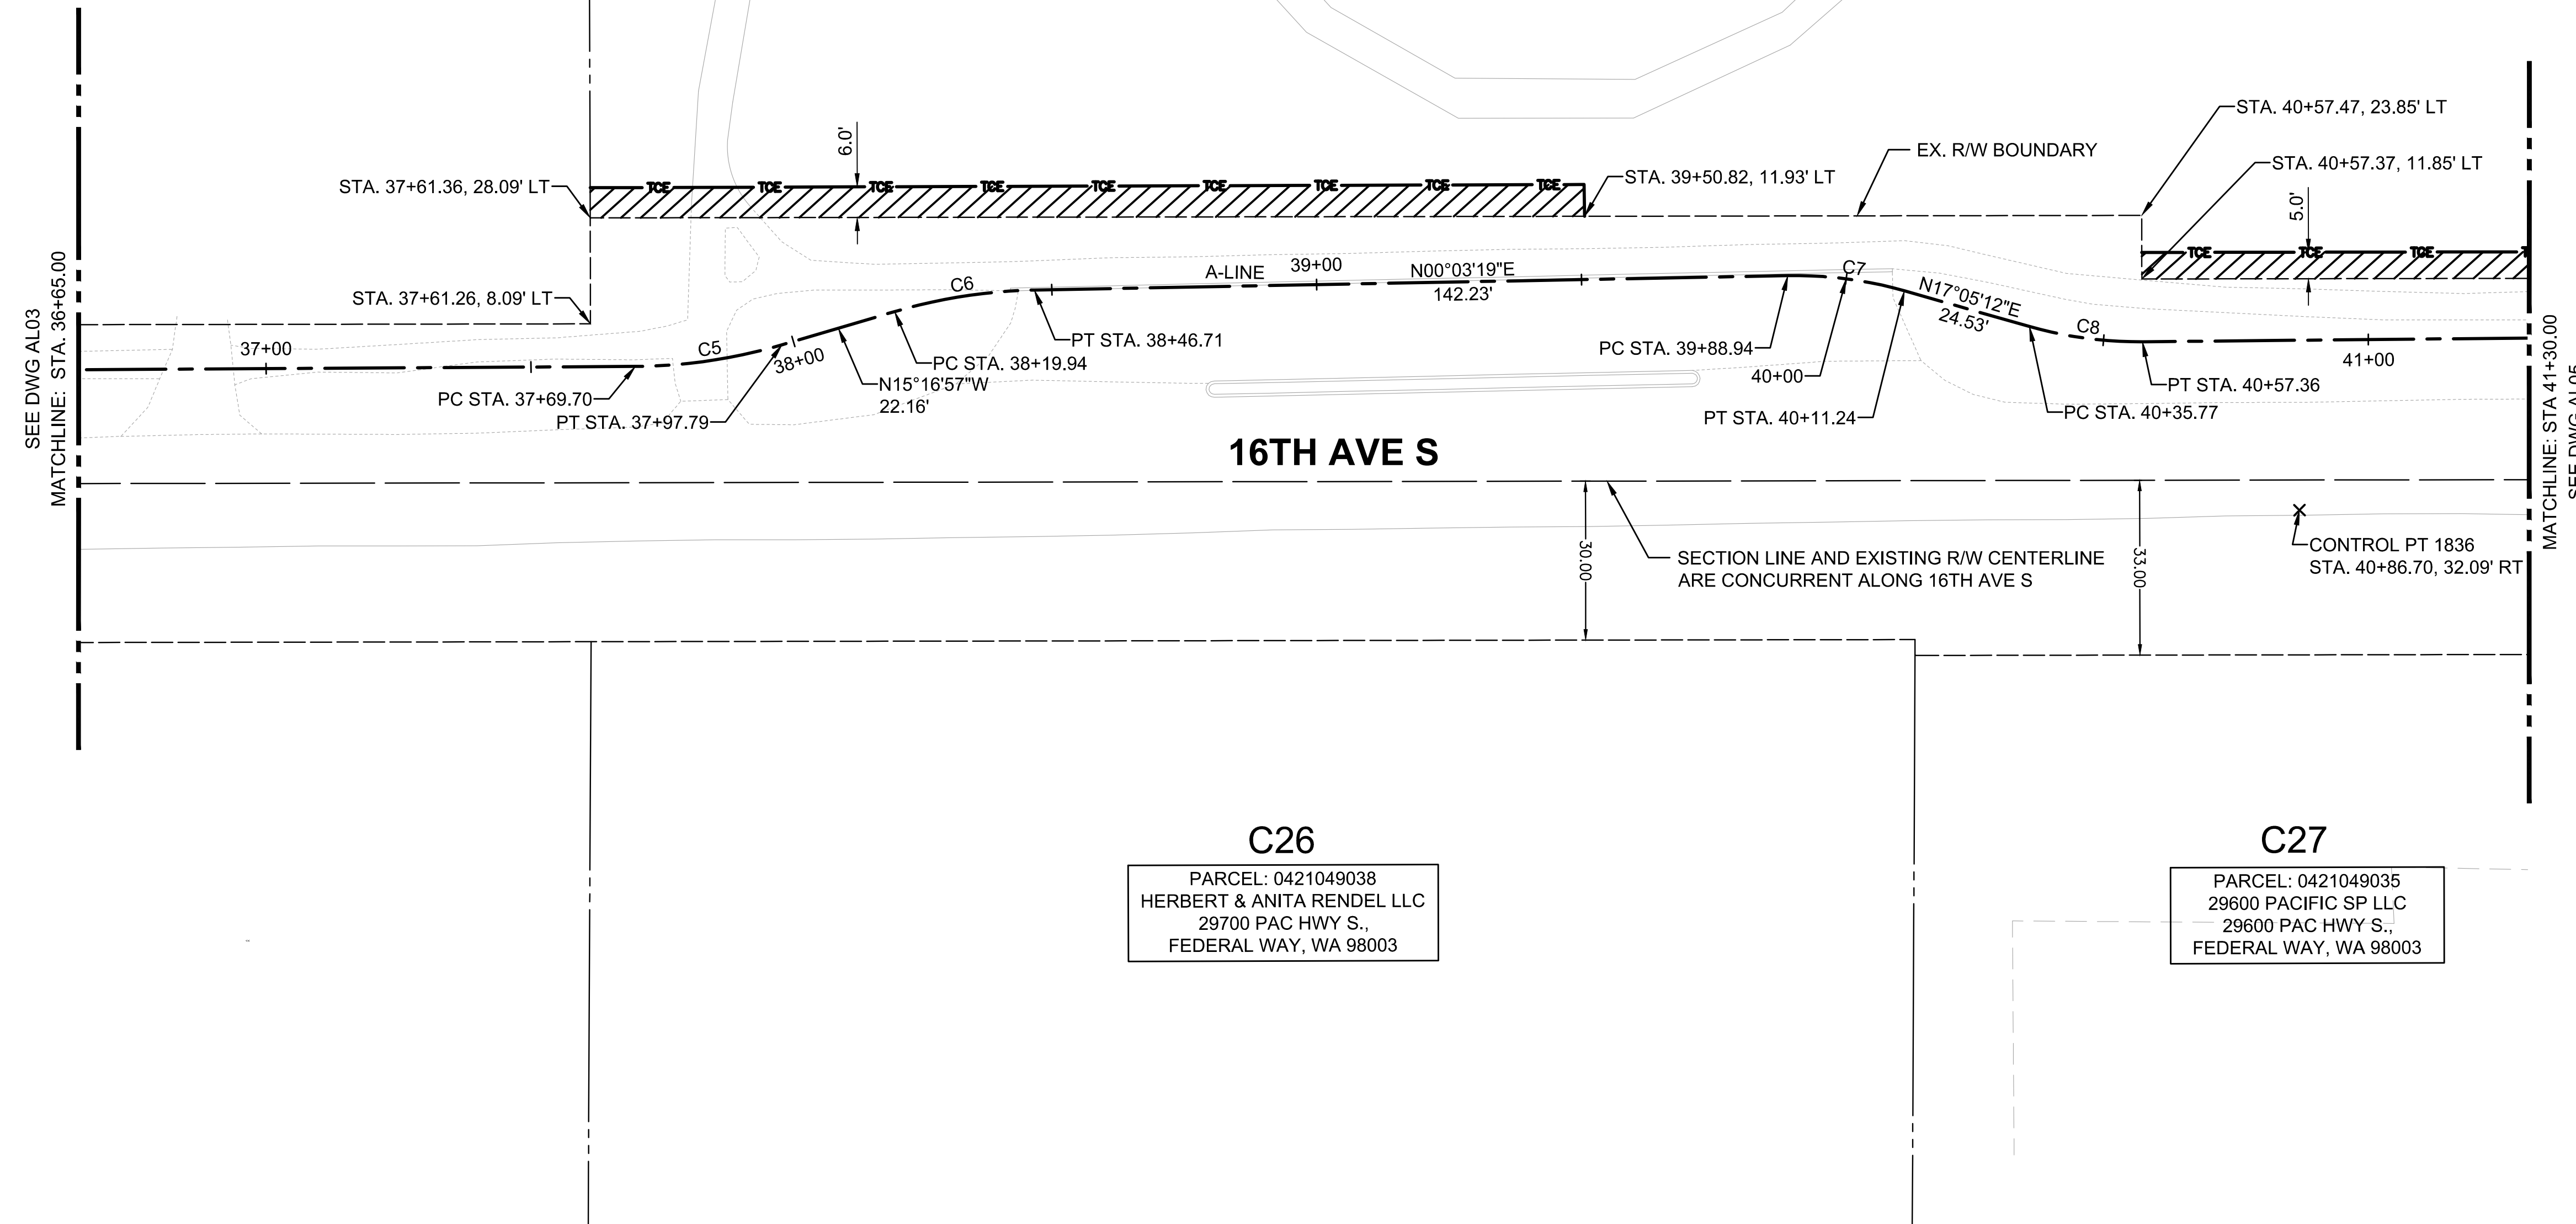 SEE DWG AL03
MATCHLINE: STA. 36+65.00
STA. 37+61.36, 28.09' LT
STA. 37+61.26, 8.09' LT
6.0'
TCE TCE TCE TCE TCE TCE TCE TCE TCE
STA. 39+50.82, 11.93' LT
EX. R/W BOUNDARY
STA. 40+57.47, 23.85' LT
STA. 40+57.37, 11.85' LT
5.0'
TCE TCE TCE
37+00
PC STA. 37+69.70
C5
PT STA. 37+97.79
38+00
N15°16'57"W
22.16'
PC STA. 38+19.94
C6
PT STA. 38+46.71
A-LINE
39+00
N00°03'19"E
142.23'
PC STA. 39+88.94
40+00
C7
PT STA. 40+11.24
N17°05'12"E
24.53'
C8
PC STA. 40+35.77
PT STA. 40+57.36
41+00
16TH AVE S
30.00
SECTION LINE AND EXISTING R/W CENTERLINE
ARE CONCURRENT ALONG 16TH AVE S
33.00
CONTROL PT 1836
STA. 40+86.70, 32.09' RT
MATCHLINE: STA 41+30.00
SEE DWG AL05
C26
PARCEL: 0421049038
HERBERT & ANITA RENDEL LLC
29700 PAC HWY S.,
FEDERAL WAY, WA 98003
C27
PARCEL: 0421049035
29600 PACIFIC SP LLC
29600 PAC HWY S.,
FEDERAL WAY, WA 98003